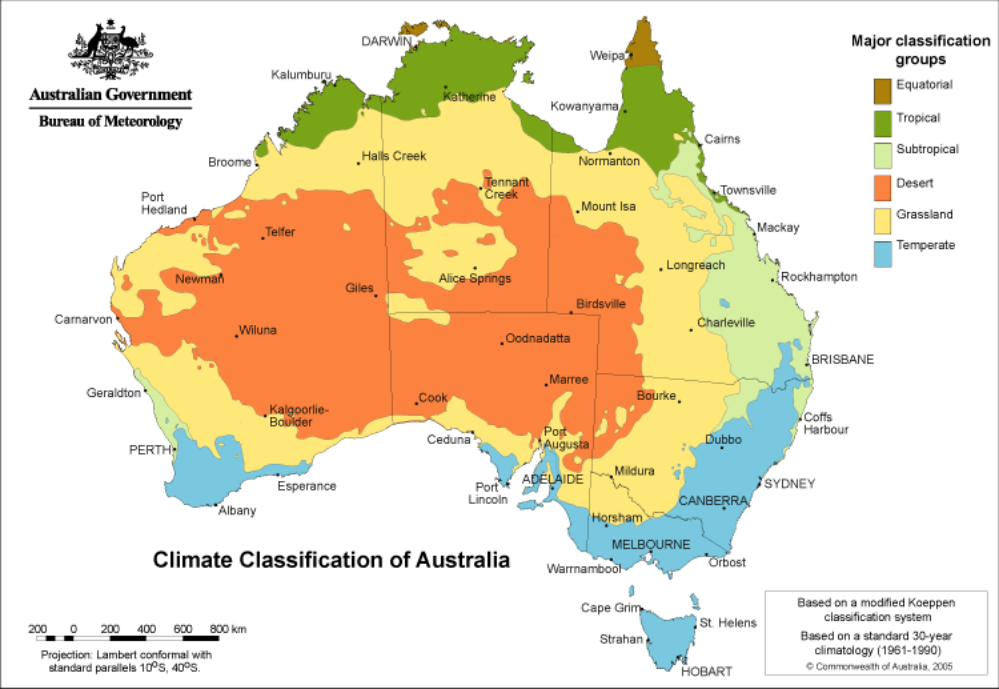 Australian Government
Bureau of Meteorology
Major classification
groups
Equatorial
Tropical
Subtropical
Desert
Grassland
Temperate
DARWIN
Weipa
Kalumburu
Katherine
Kowanyama
Cairns
Broome
Halls Creek
Normanton
Tennant
Creek
Townsville
Port
Hedland
Mount Isa
Mackay
Telfer
Longreach
Newman
Alice Springs
Rockhampton
Giles
Birdsville
Carnarvon
Wiluna
Charleville
Oodnadatta
BRISBANE
Marree
Geraldton
Bourke
Cook
Kalgoorlie-
Boulder
Coffs
Harbour
Ceduna
Port
Augusta
Dubbo
PERTH
Mildura
Esperance
Port
Lincoln
ADELAIDE
SYDNEY
CANBERRA
Albany
Horsham
MELBOURNE
Orbost
Warrnambool
Climate Classification of Australia
Cape Grim
St. Helens
Strahan
HOBART
200 0 200 400 600 800 km
Projection: Lambert conformal with
standard parallels 10°S, 40°S.
Based on a modified Koeppen
classification system
Based on a standard 30-year
climatology (1961-1990)
© Commonwealth of Australia, 2005